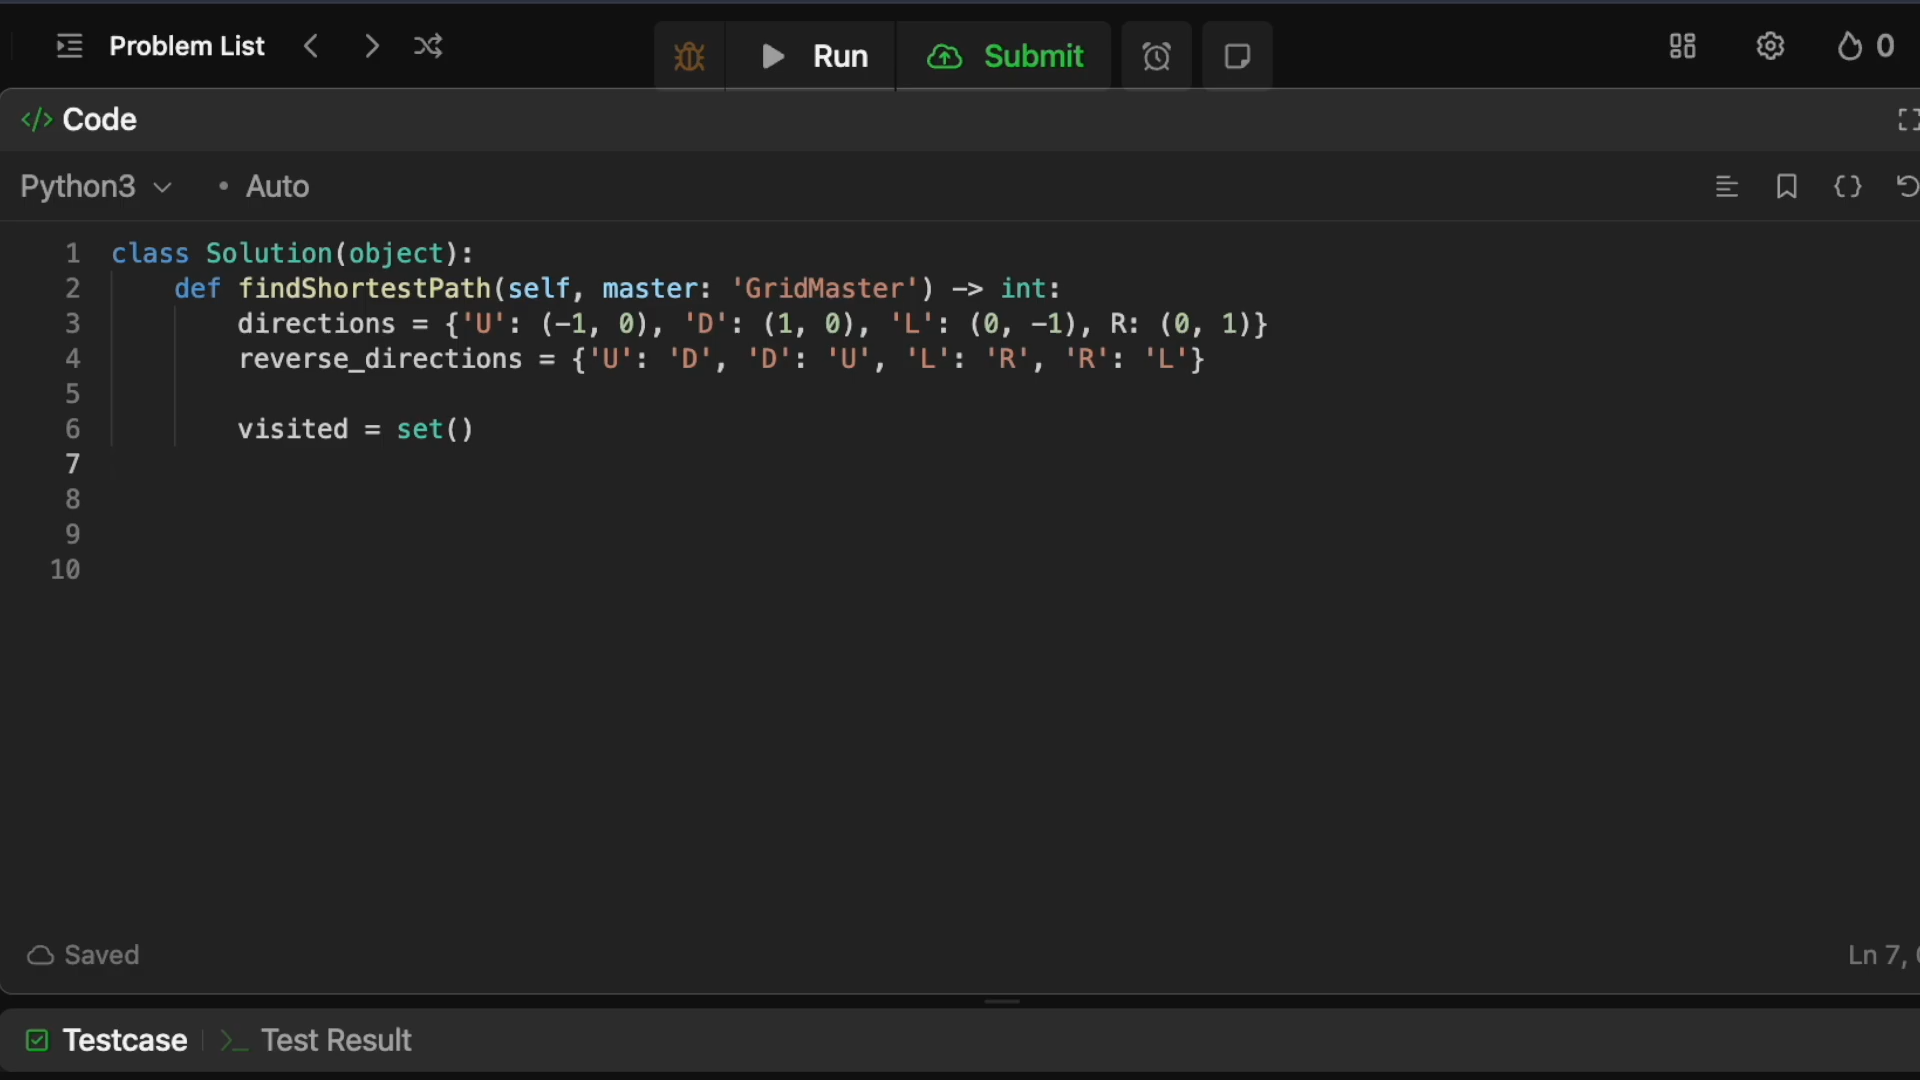 Problem List
Run
Submit
0
</> Code
Python3 • Auto
1 class Solution(object):
2 def findShortestPath(self, master: 'GridMaster') -> int:
3 directions = {'U': (-1, 0), 'D': (1, 0), 'L': (0, -1), R: (0, 1)}
4 reverse_directions = {'U': 'D', 'D': 'U', 'L': 'R', 'R': 'L'}
5
6 visited = set()
7
8
9
10
Saved
Ln 7,
Testcase
Test Result